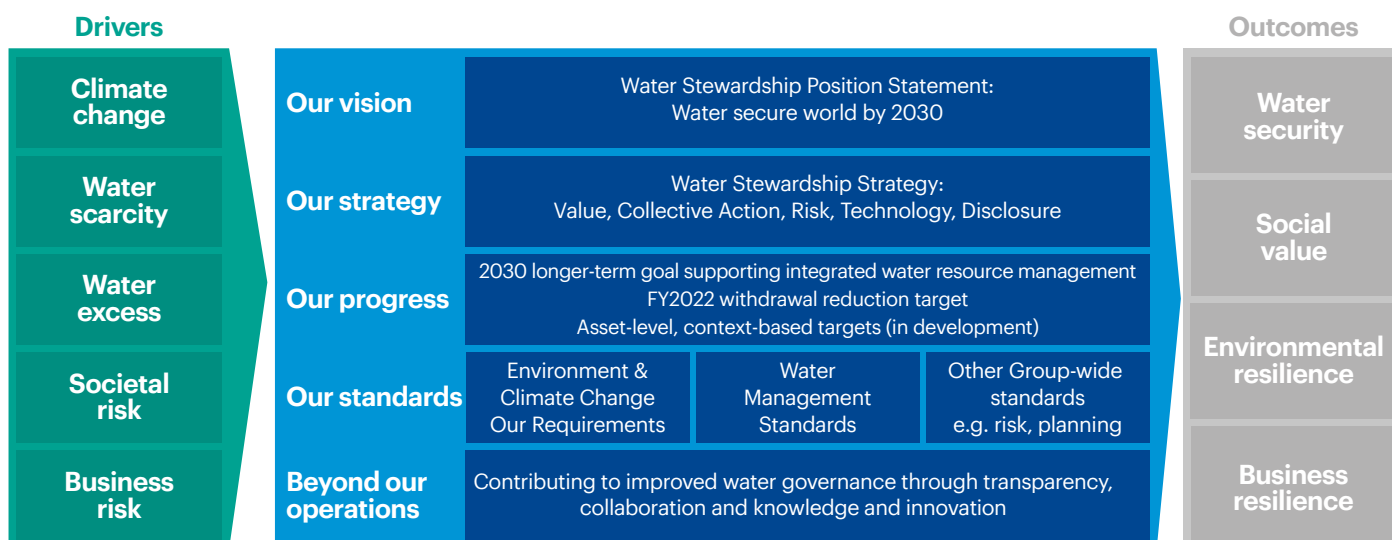 Drivers
Climate
change
Water
scarcity
Water
excess
Societal
risk
Business
risk
Our vision
Water Stewardship Position Statement:
Water secure world by 2030
Our strategy
Water Stewardship Strategy:
Value, Collective Action, Risk, Technology, Disclosure
Our progress
2030 longer-term goal supporting integrated water resource management
FY2022 withdrawal reduction target
Asset-level, context-based targets (in development)
Our standards
Environment &
Climate Change
Our Requirements
Water
Management
Standards
Other Group-wide
standards
e.g. risk, planning
Beyond our
operations
Contributing to improved water governance through transparency,
collaboration and knowledge and innovation
Outcomes
Water
security
Social
value
Environmental
resilience
Business
resilience